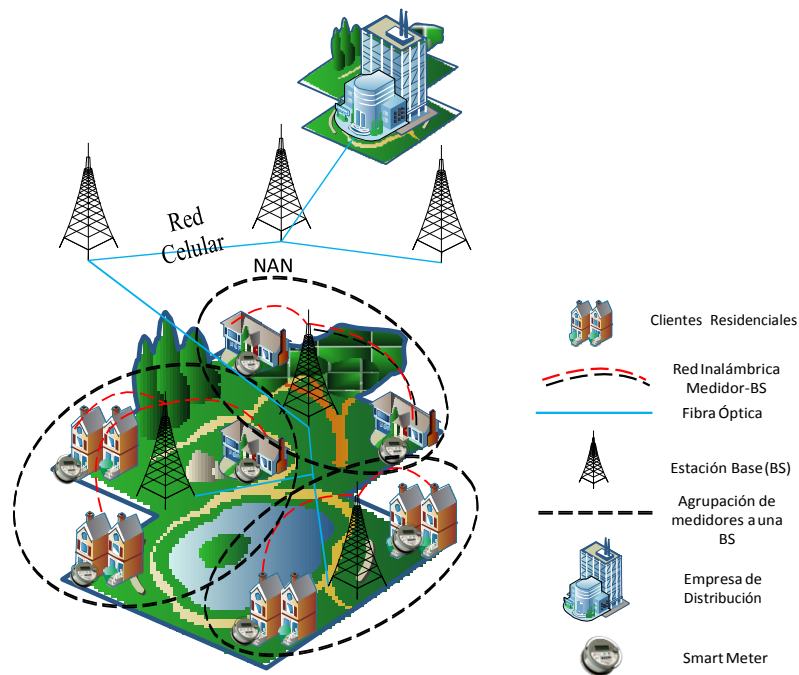 Red
Celular
NAN
Clientes Residenciales
Red Inalámbrica
Medidor-BS
Fibra Óptica
Estación Base (BS)
Agrupación de
medidores a una
BS
Empresa de
Distribución
Smart Meter